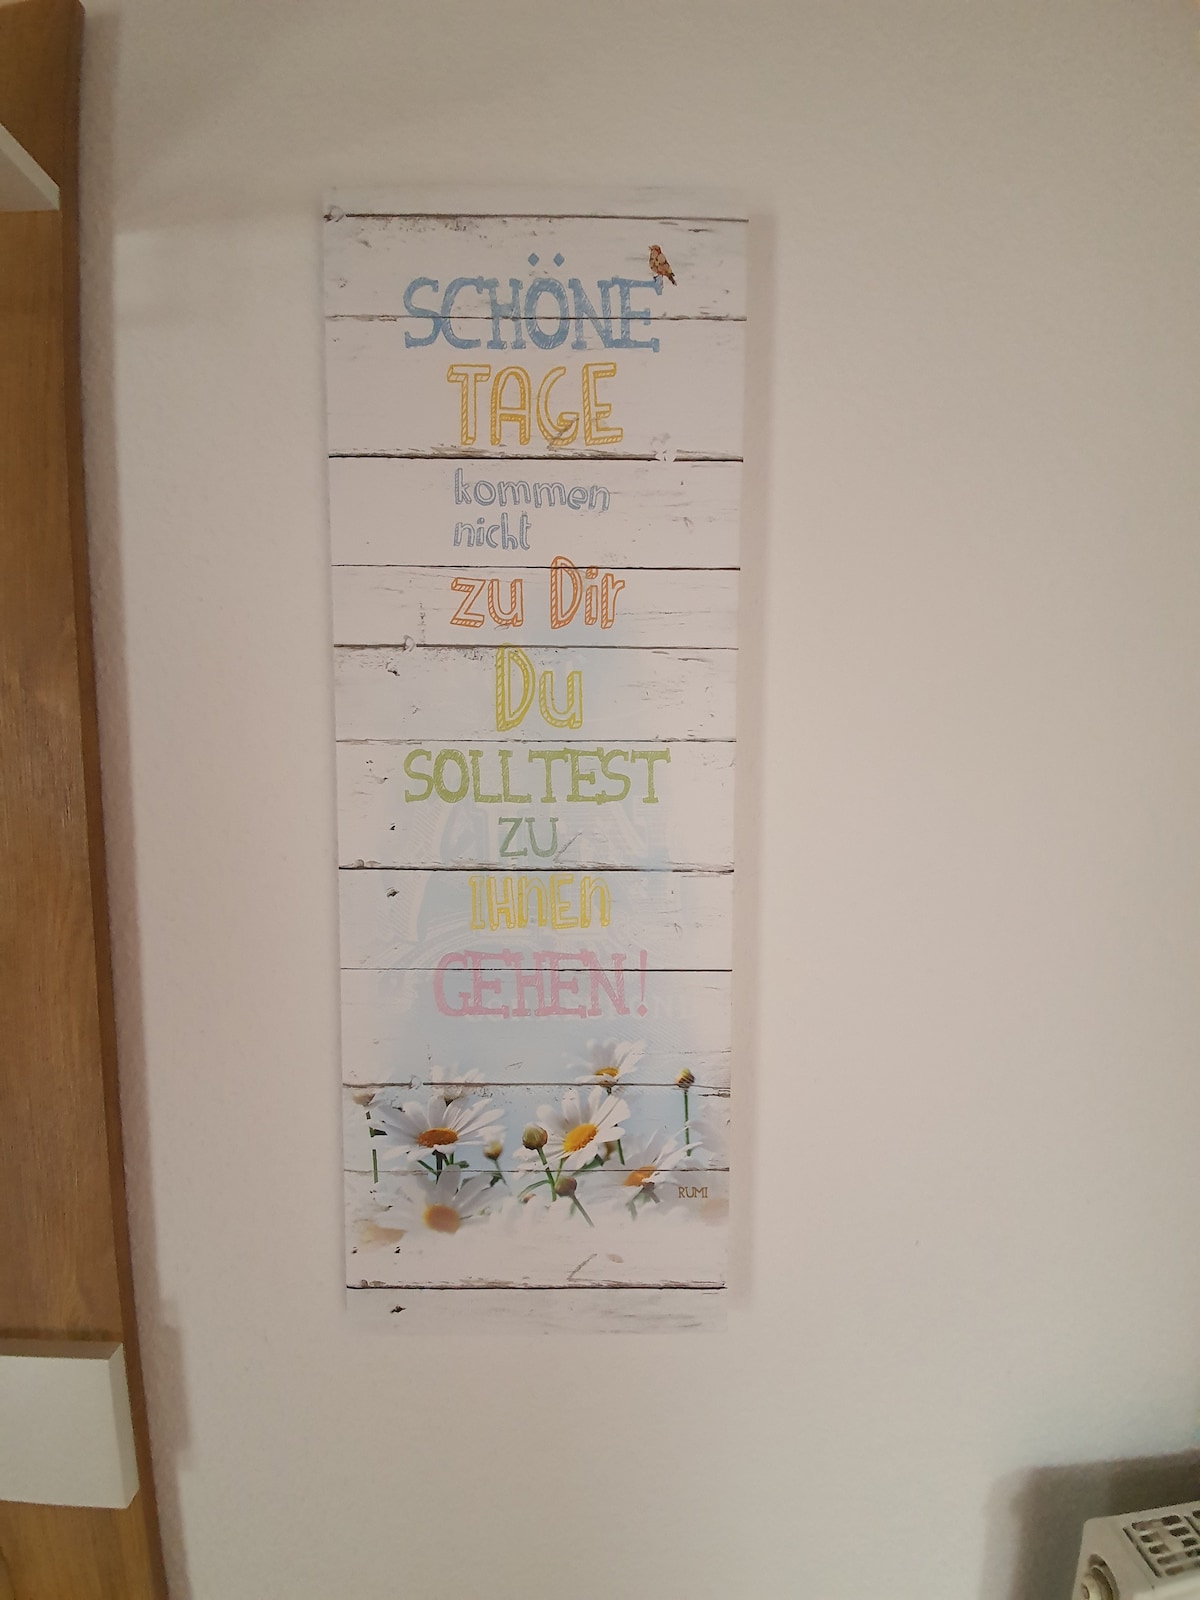 SCHÖNE
TAGE
kommen
nicht
zu Dir
Du
SOLLTEST
ZU
IHNEN
GEHEN!
RUMI